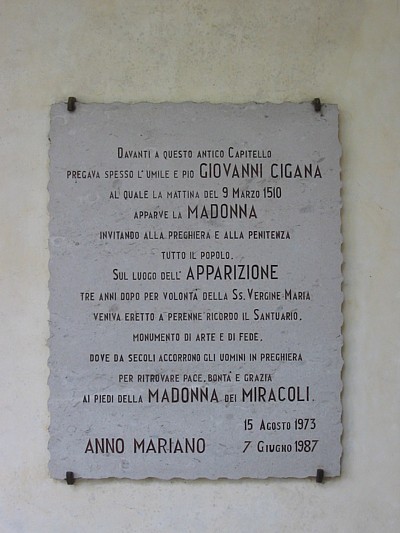 Davanti a questo antico Capitello
pregava spesso l'umile e pio GIOVANNI CIGANA
al quale la mattina del 9 Marzo 1510
apparve la MADONNA
invitando alla preghiera e alla penitenza
tutto il popolo.
Sul luogo dell' APPARIZIONE
tre anni dopo per volontà della Ss. Vergine Maria
veniva eretto a perenne ricordo il Santuario,
monumento di arte e di fede,
dove da secoli accorrono gli uomini in preghiera
per ritrovare pace, bontà e grazia
ai piedi della MADONNA dei MIRACOLI.
15 Agosto 1973
ANNO MARIANO 7 Giugno 1987